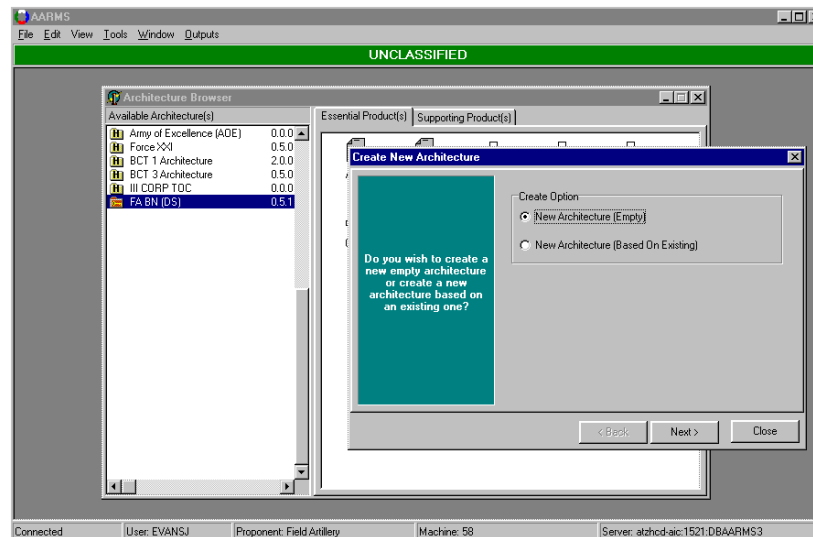 AARMS
File Edit View Tools Window Outputs
UNCLASSIFIED
Architecture Browser
Available Architecture(s)
Army of Excellence (AOE) 0.0.0
Force XXI 0.5.0
BCT 1 Architecture 2.0.0
BCT 3 Architecture 0.5.0
III CORP TOC 0.0.0
FA BN (DS) 0.5.1
Essential Product(s) Supporting Product(s)
Create New Architecture
Do you wish to create a
new empty architecture
or create a new
architecture based on
an existing one?
Create Option
New Architecture (Empty)
New Architecture (Based On Existing)
< Back Next > Close
Connected User: EVANSJ Proponent: Field Artillery Machine: 58 Server: atzhcd-aic:1521:DBAARMS3